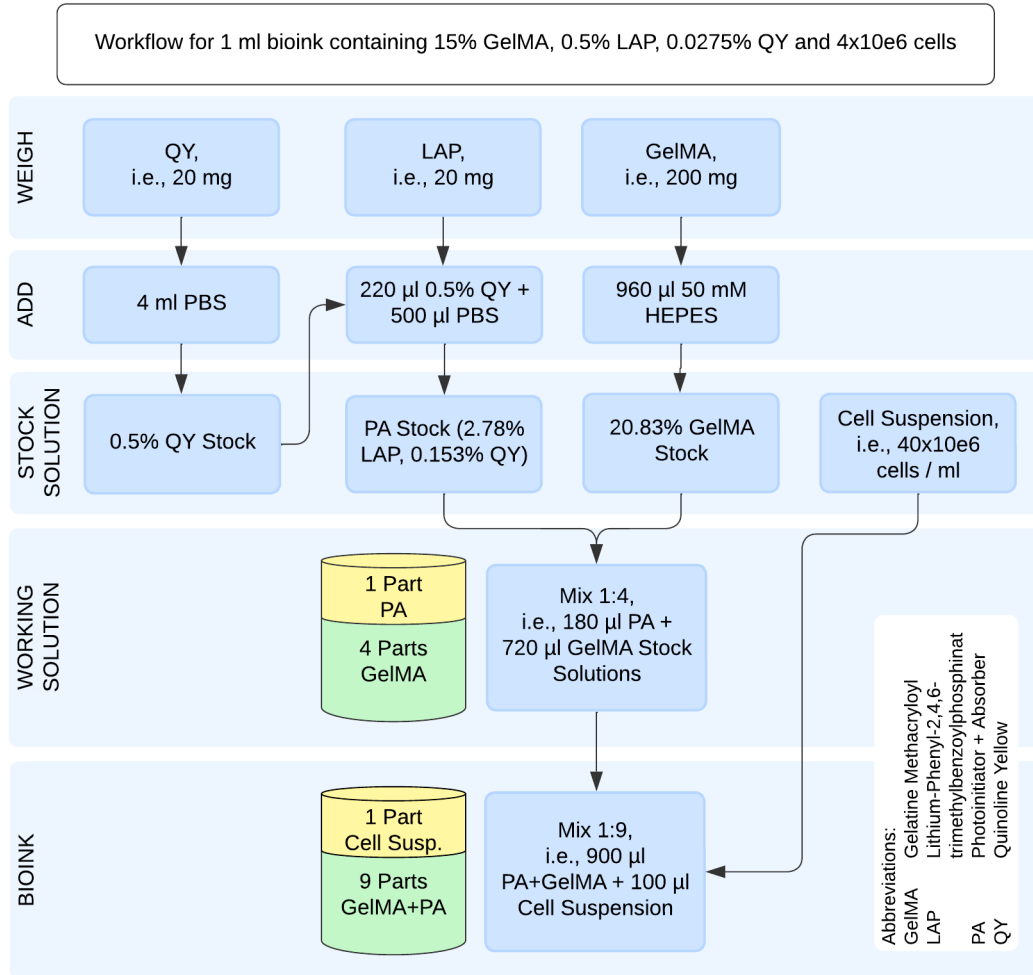 Workflow for 1 ml bioink containing 15% GelMA, 0.5% LAP, 0.0275% QY and 4x10e6 cells
WEIGH
QY,
i.e., 20 mg
LAP,
i.e., 20 mg
GelMA,
i.e., 200 mg
ADD
4 ml PBS
220 µl 0.5% QY +
500 µl PBS
960 µl 50 mM
HEPES
STOCK
SOLUTION
0.5% QY Stock
PA Stock (2.78%
LAP, 0.153% QY)
20.83% GelMA
Stock
Cell Suspension,
i.e., 40x10e6
cells / ml
WORKING
SOLUTION
1 Part
PA
4 Parts
GelMA
Mix 1:4,
i.e., 180 µl PA +
720 µl GelMA Stock
Solutions
BIOINK
1 Part
Cell Susp.
9 Parts
GelMA+PA
Mix 1:9,
i.e., 900 µl
PA+GelMA + 100 µl
Cell Suspension
Abbreviations:
GelMA Gelatine Methacryloyl
LAP Lithium-Phenyl-2,4,6-
trimethylbenzoylphosphinat
PA Photoinitiator + Absorber
QY Quinoline Yellow